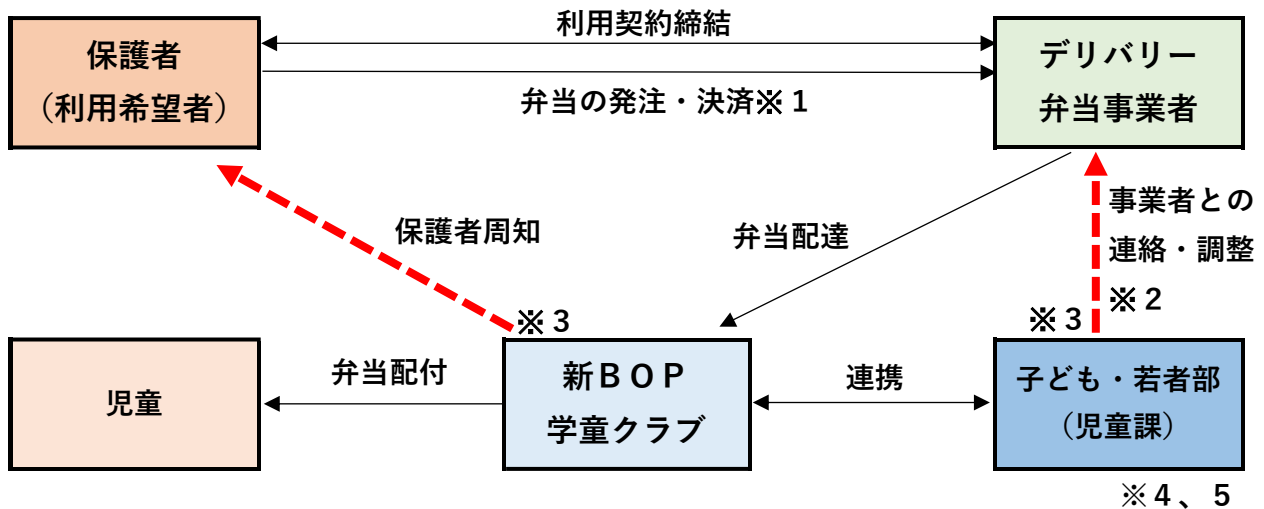 利用契約締結
保護者
（利用希望者）
デリバリー
弁当事業者
弁当の発注・決済※１
保護者周知
弁当配達
事業者との
連絡・調整
※２
※３
※３
児童
弁当配付
新ＢＯＰ
学童クラブ
連携
子ども・若者部
（児童課）
※４、５